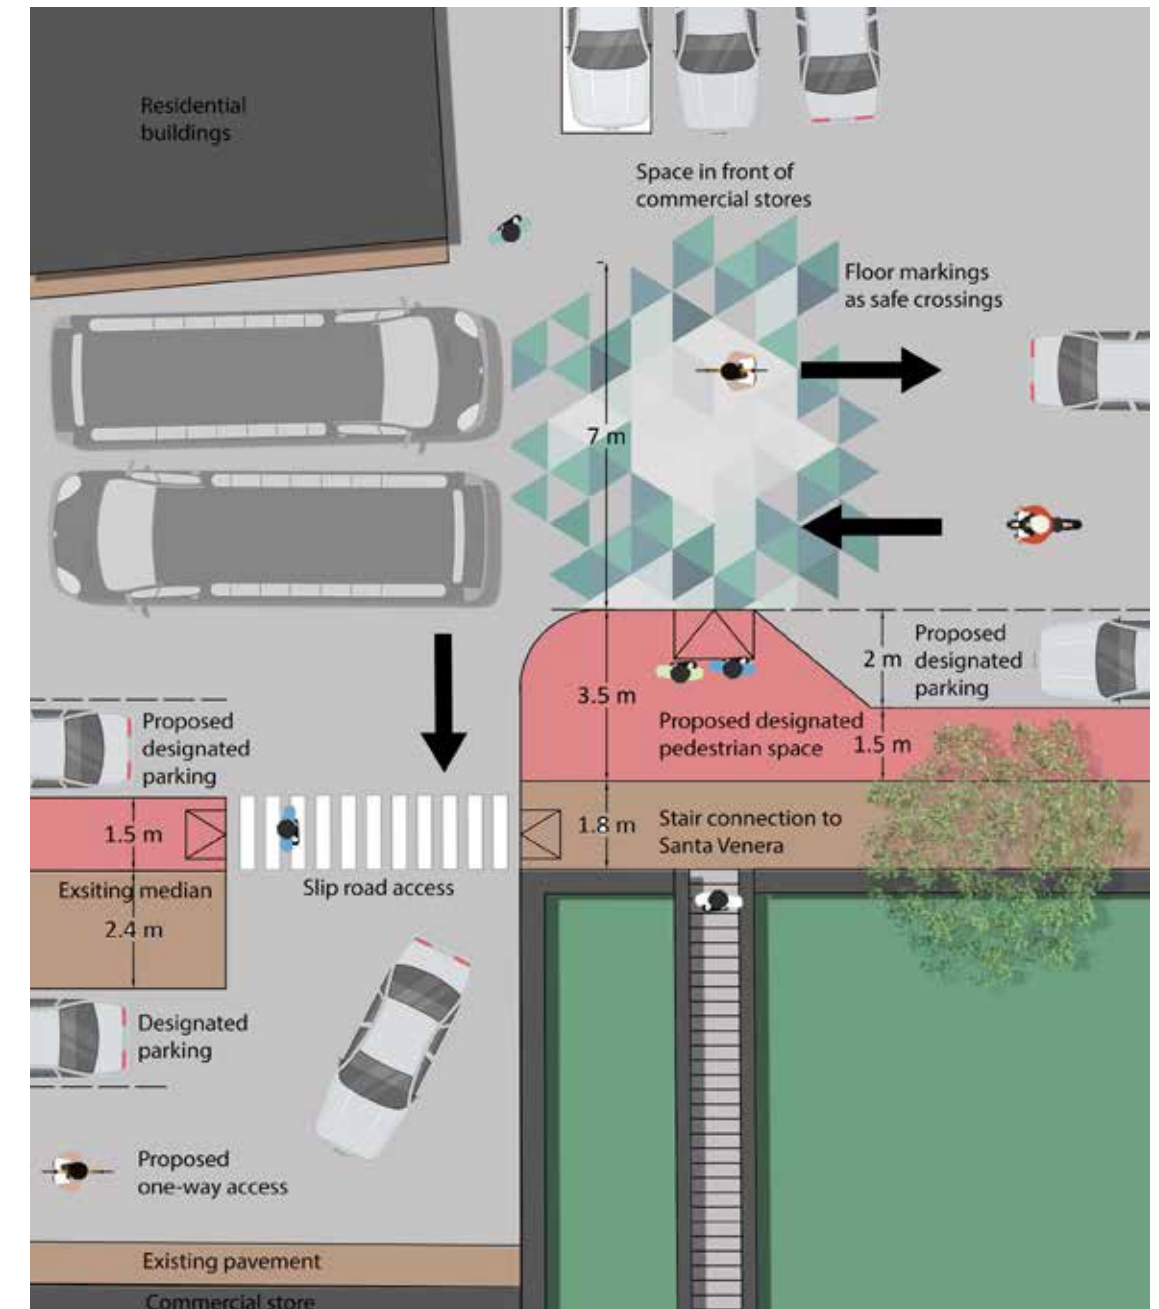 Residential
buildings
Space in front of
commercial stores
Floor markings
as safe crossings
7 m
Proposed
designated
parking
2 m
3.5 m
Proposed designated
pedestrian space
1.5 m
Proposed
designated
parking
1.5 m
1.8 m
Stair connection to
Santa Venera
Slip road access
Exsiting median
2.4 m
Designated
parking
Proposed
one-way access
Existing pavement
Commercial store